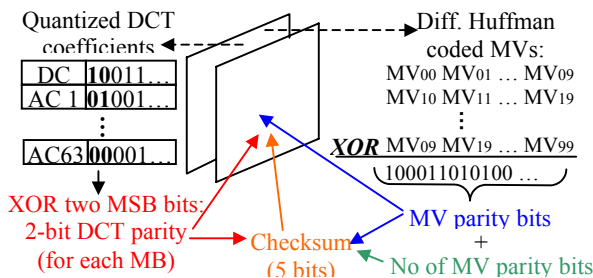 Quantized DCT
coefficients
DC 10011…
AC 1 01001…
⋮
AC63 00001…
XOR two MSB bits:
2-bit DCT parity
(for each MB)
Checksum
(5 bits)
Diff. Huffman
coded MVs:
MV00 MV01 … MV09
MV10 MV11 … MV19
⋮
XOR MV09 MV19 … MV99
100011010100 …
MV parity bits
+
No of MV parity bits